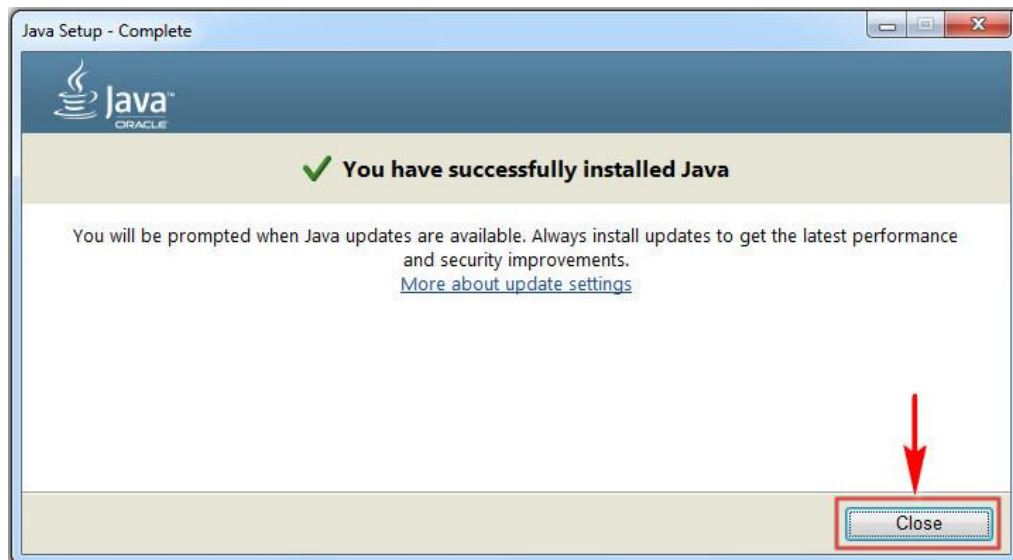 Java Setup - Complete
Java™
ORACLE
You have successfully installed Java
You will be prompted when Java updates are available. Always install updates to get the latest performance
and security improvements.
More about update settings
Close